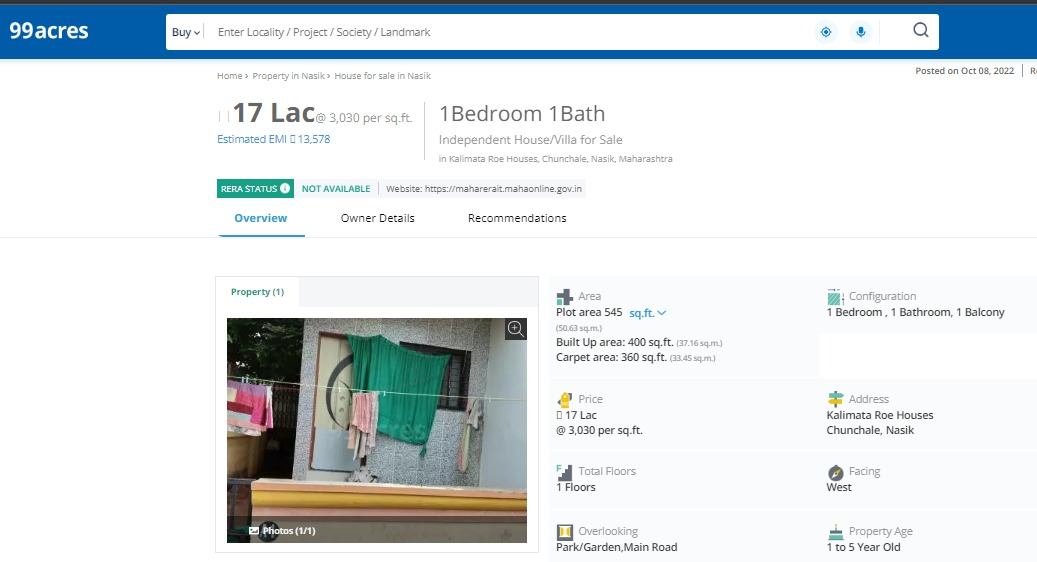 99acres
Buy
Enter Locality / Project / Society / Landmark
Home › Property in Nasik › House for sale in Nasik
Posted on Oct 08, 2022
17 Lac @ 3,030 per sq.ft.
Estimated EMI 13,578
1Bedroom 1Bath
Independent House/Villa for Sale
in Kalimata Roe Houses, Chunchale, Nasik, Maharashtra
RERA STATUS i NOT AVAILABLE Website: https://maharerait.mahaonline.gov.in
Overview Owner Details Recommendations
Property (1)
Photos (1/1)
Area
Plot area 545 sq.ft.
(50.63 sq.m.)
Built Up area: 400 sq.ft. (37.16 sq.m.)
Carpet area: 360 sq.ft. (33.45 sq.m.)
Configuration
1 Bedroom , 1 Bathroom, 1 Balcony
Price
17 Lac
@ 3,030 per sq.ft.
Address
Kalimata Roe Houses
Chunchale, Nasik
Total Floors
1 Floors
Facing
West
Overlooking
Park/Garden,Main Road
Property Age
1 to 5 Year Old